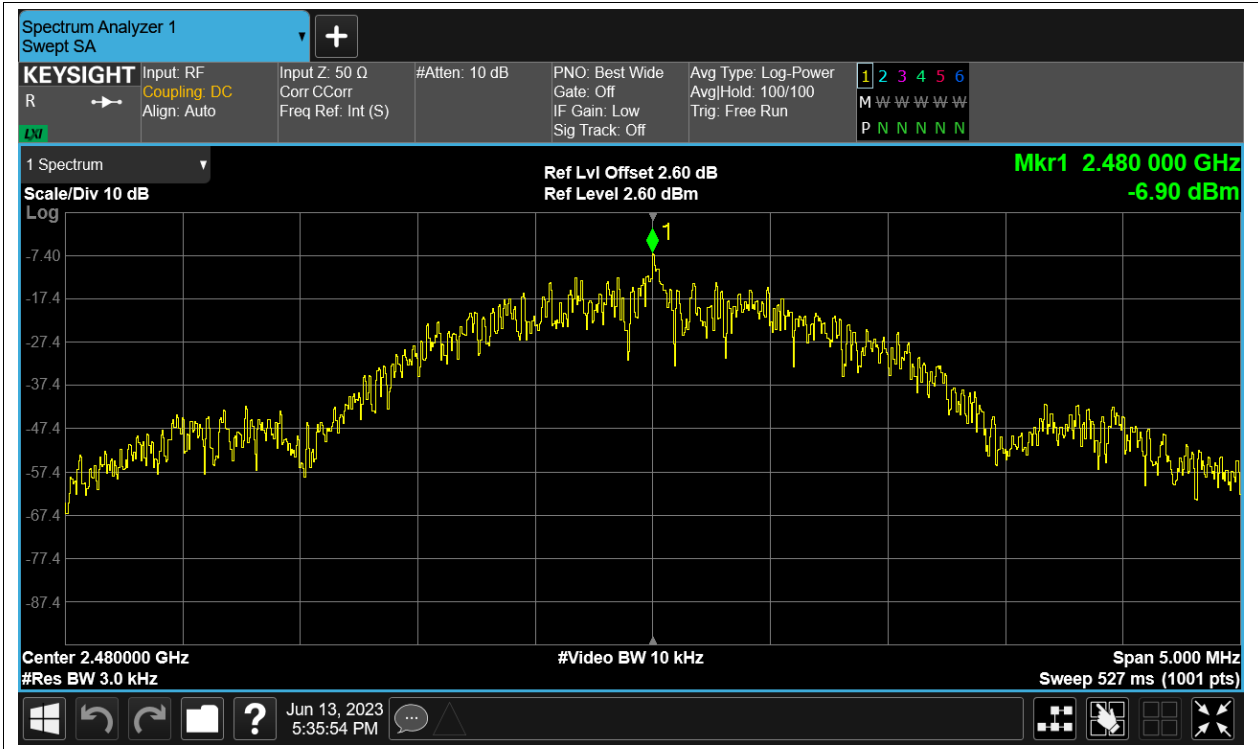 Spectrum Analyzer 1
Swept SA
KEYSIGHT
R
LXI
Input: RF
Coupling: DC
Align: Auto
Input Z: 50 Ω
Corr CCorr
Freq Ref: Int (S)
#Atten: 10 dB
PNO: Best Wide
Gate: Off
IF Gain: Low
Sig Track: Off
Avg Type: Log-Power
Avg|Hold: 100/100
Trig: Free Run
1 2 3 4 5 6
M W W W W W
P N N N N N
1 Spectrum
Scale/Div 10 dB
Log
Ref Lvl Offset 2.60 dB
Ref Level 2.60 dBm
Mkr1 2.480 000 GHz
-6.90 dBm
1
-7.40
-17.4
-27.4
-37.4
-47.4
-57.4
-67.4
-77.4
-87.4
Center 2.480000 GHz
#Res BW 3.0 kHz
#Video BW 10 kHz
Span 5.000 MHz
Sweep 527 ms (1001 pts)
?
Jun 13, 2023
5:35:54 PM